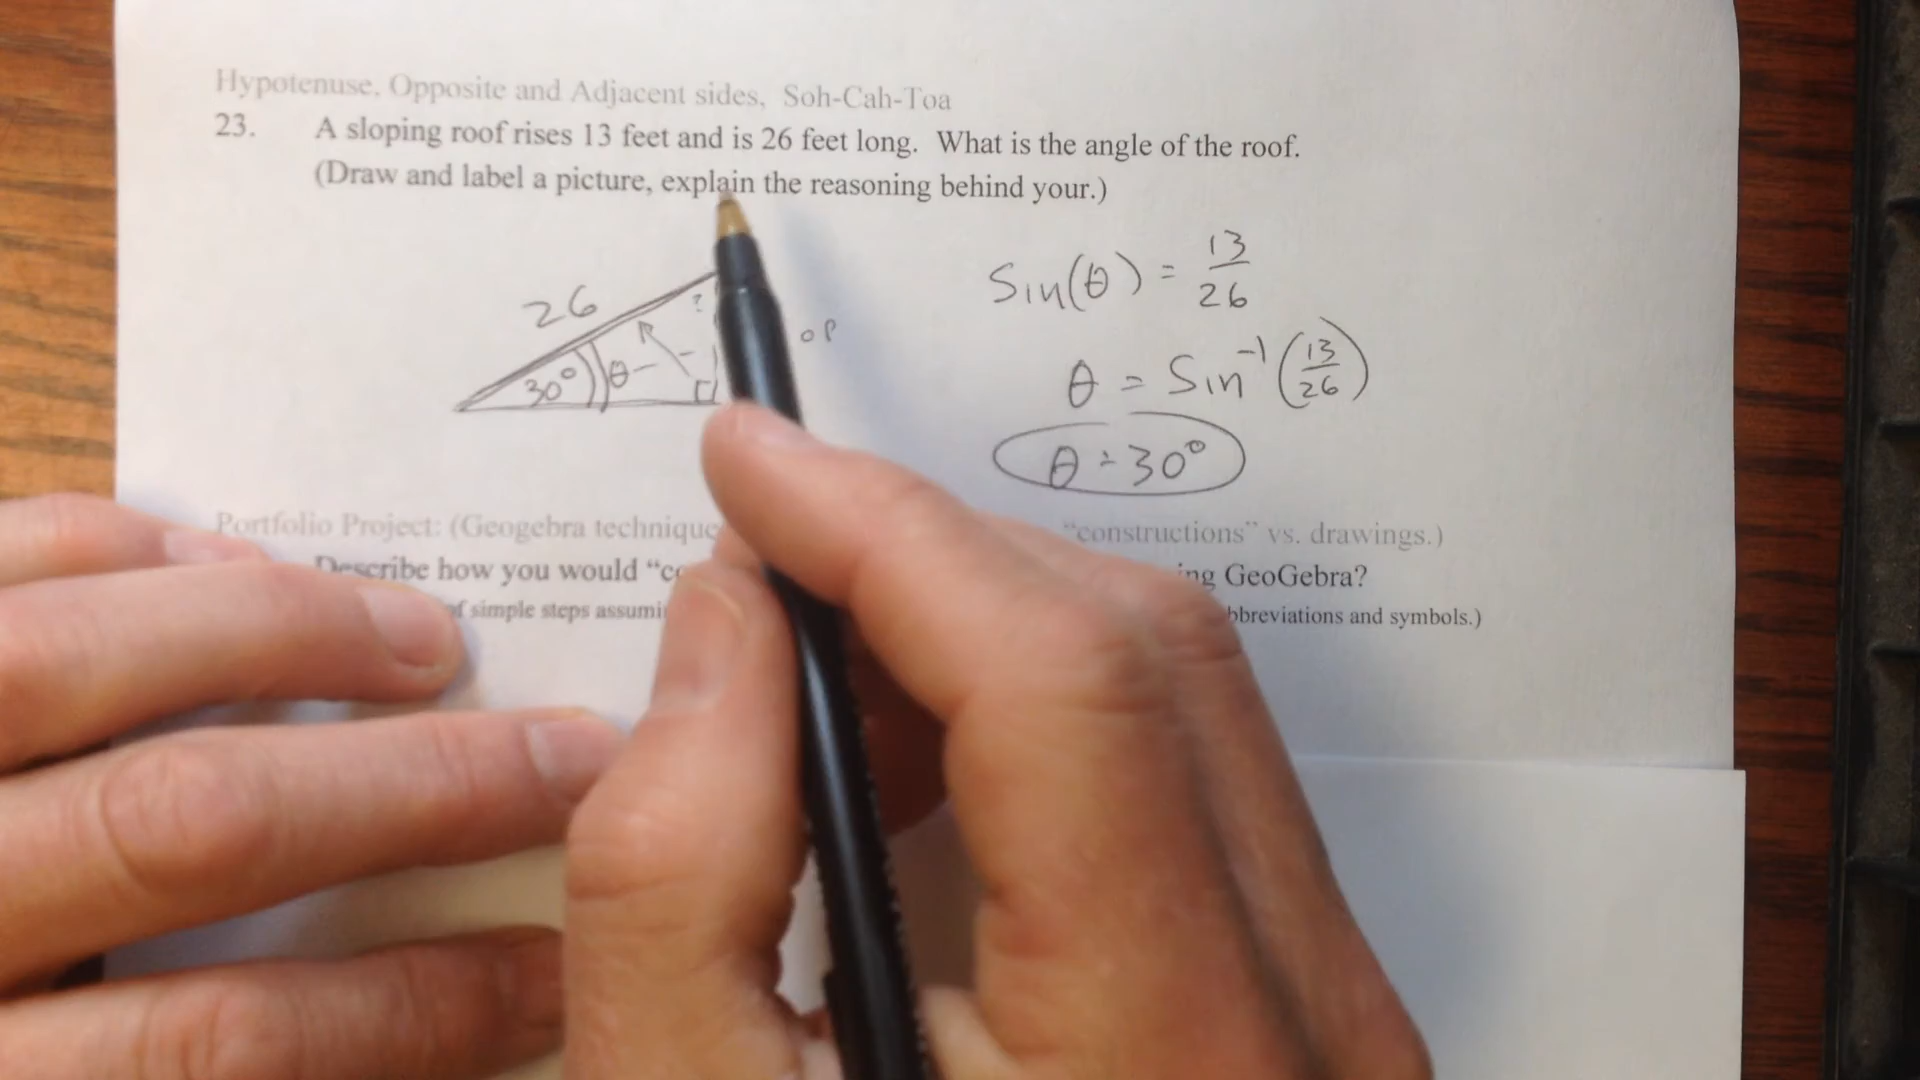 Hypotenuse, Opposite and Adjacent sides, Soh-Cah-Toa
23. A sloping roof rises 13 feet and is 26 feet long. What is the angle of the roof.
(Draw and label a picture, explain the reasoning behind your.)
Sin(θ) = 13/26
26
?
op
30° θ
θ = Sin⁻¹(13/26)
θ = 30°
Portfolio Project: (Geogebra technique "constructions" vs. drawings.)
Describe how you would GeoGebra?
of simple steps and symbols.)